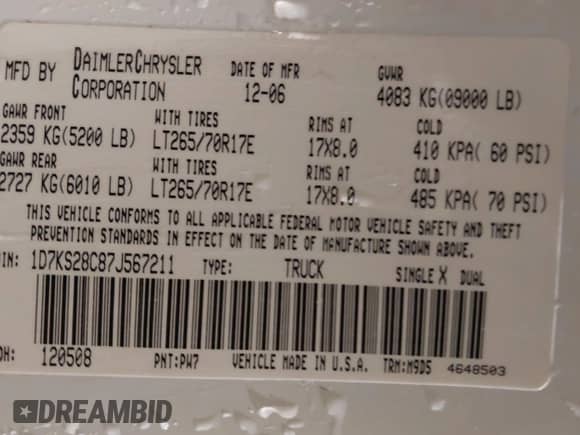 MFD BY DAIMLERCHRYSLER CORPORATION
DATE OF MFR 12-06
GVWR 4083 KG(09000 LB)
GAWR FRONT WITH TIRES RIMS AT COLD
2359 KG(5200 LB) LT265/70R17E 17X8.0 410 KPA( 60 PSI)
GAWR REAR WITH TIRES RIMS AT COLD
2727 KG(6010 LB) LT265/70R17E 17X8.0 485 KPA( 70 PSI)
THIS VEHICLE CONFORMS TO ALL APPLICABLE FEDERAL MOTOR VEHICLE SAFETY AND THEFT
PREVENTION STANDARDS IN EFFECT ON THE DATE OF MANUFACTURE SHOWN ABOVE.
IN: 1D7KS28C87J567211 TYPE: TRUCK SINGLE X DUAL
DH: 120508 PNT:PW7 VEHICLE MADE IN U.S.A. TRM:M9D5 4648503
DREAMBID